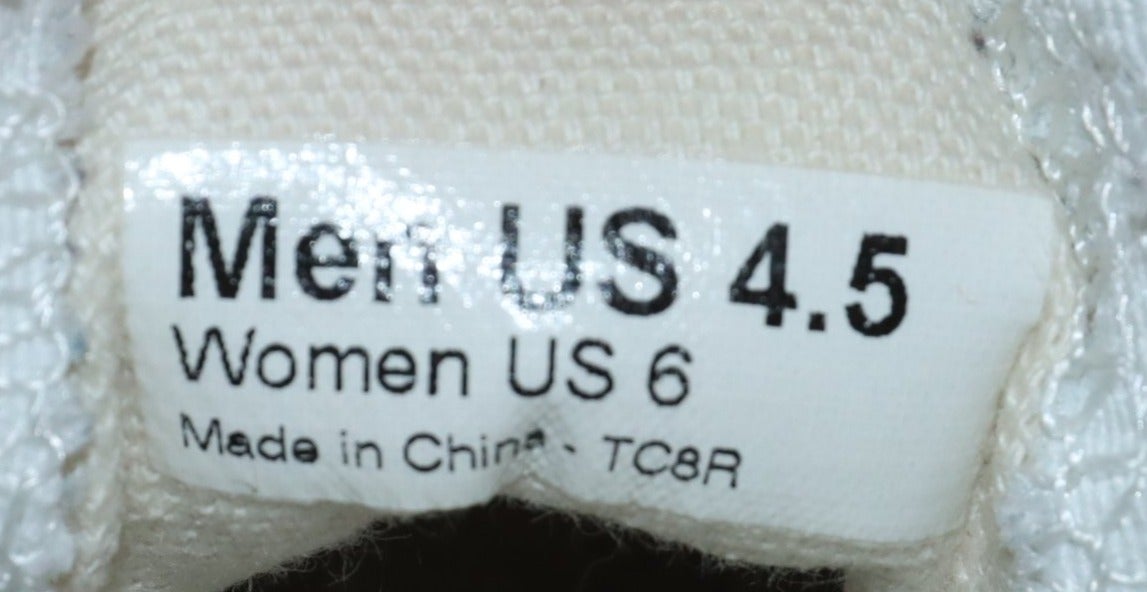 Men US 4.5
Women US 6
Made in China - TC8R